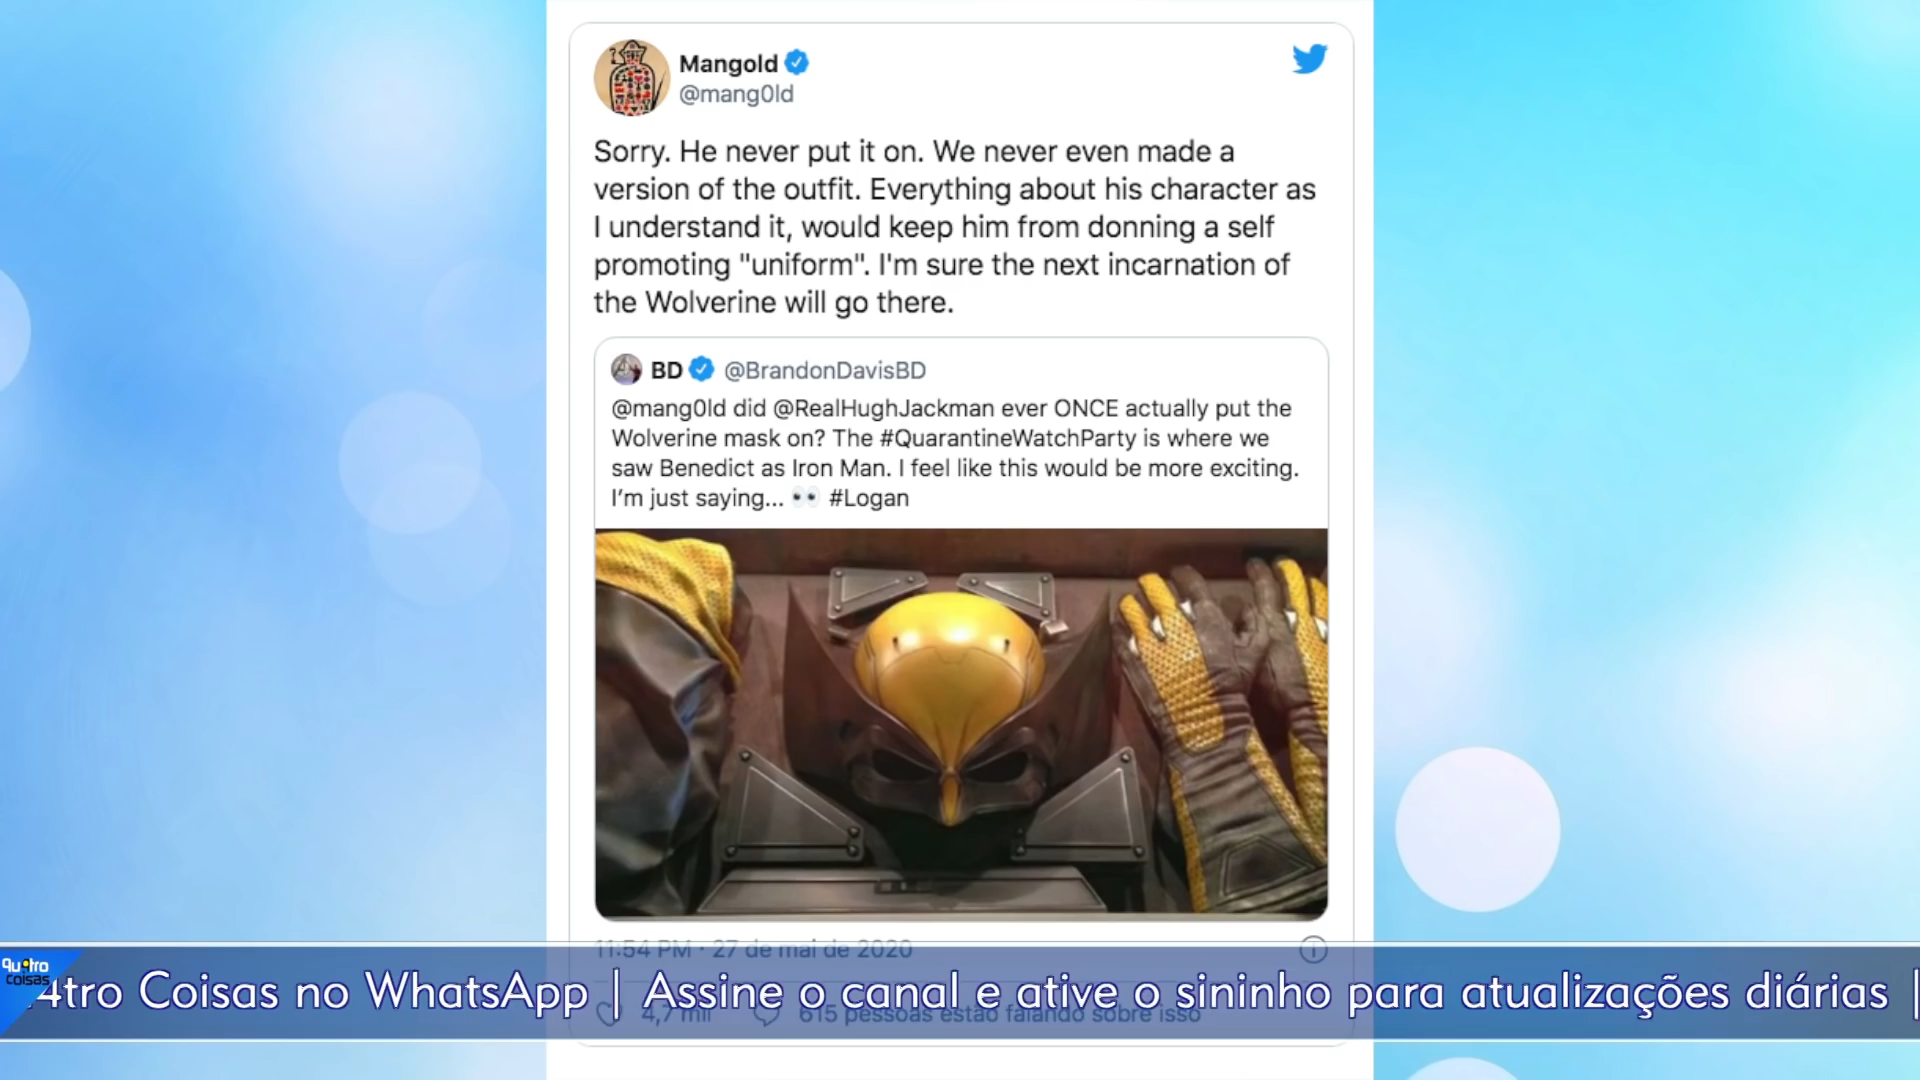 Mangold
@mang0ld
Sorry. He never put it on. We never even made a
version of the outfit. Everything about his character as
I understand it, would keep him from donning a self
promoting "uniform". I'm sure the next incarnation of
the Wolverine will go there.
BD @BrandonDavisBD
@mang0ld did @RealHughJackman ever ONCE actually put the
Wolverine mask on? The #QuarantineWatchParty is where we
saw Benedict as Iron Man. I feel like this would be more exciting.
I'm just saying... 👀 #Logan
11:54 PM · 27 de mai de 2020
qu4tro
coisas
4tro Coisas no WhatsApp | Assine o canal e ative o sininho para atualizações diárias |
4,7 mil 615 pessoas estão falando sobre isso